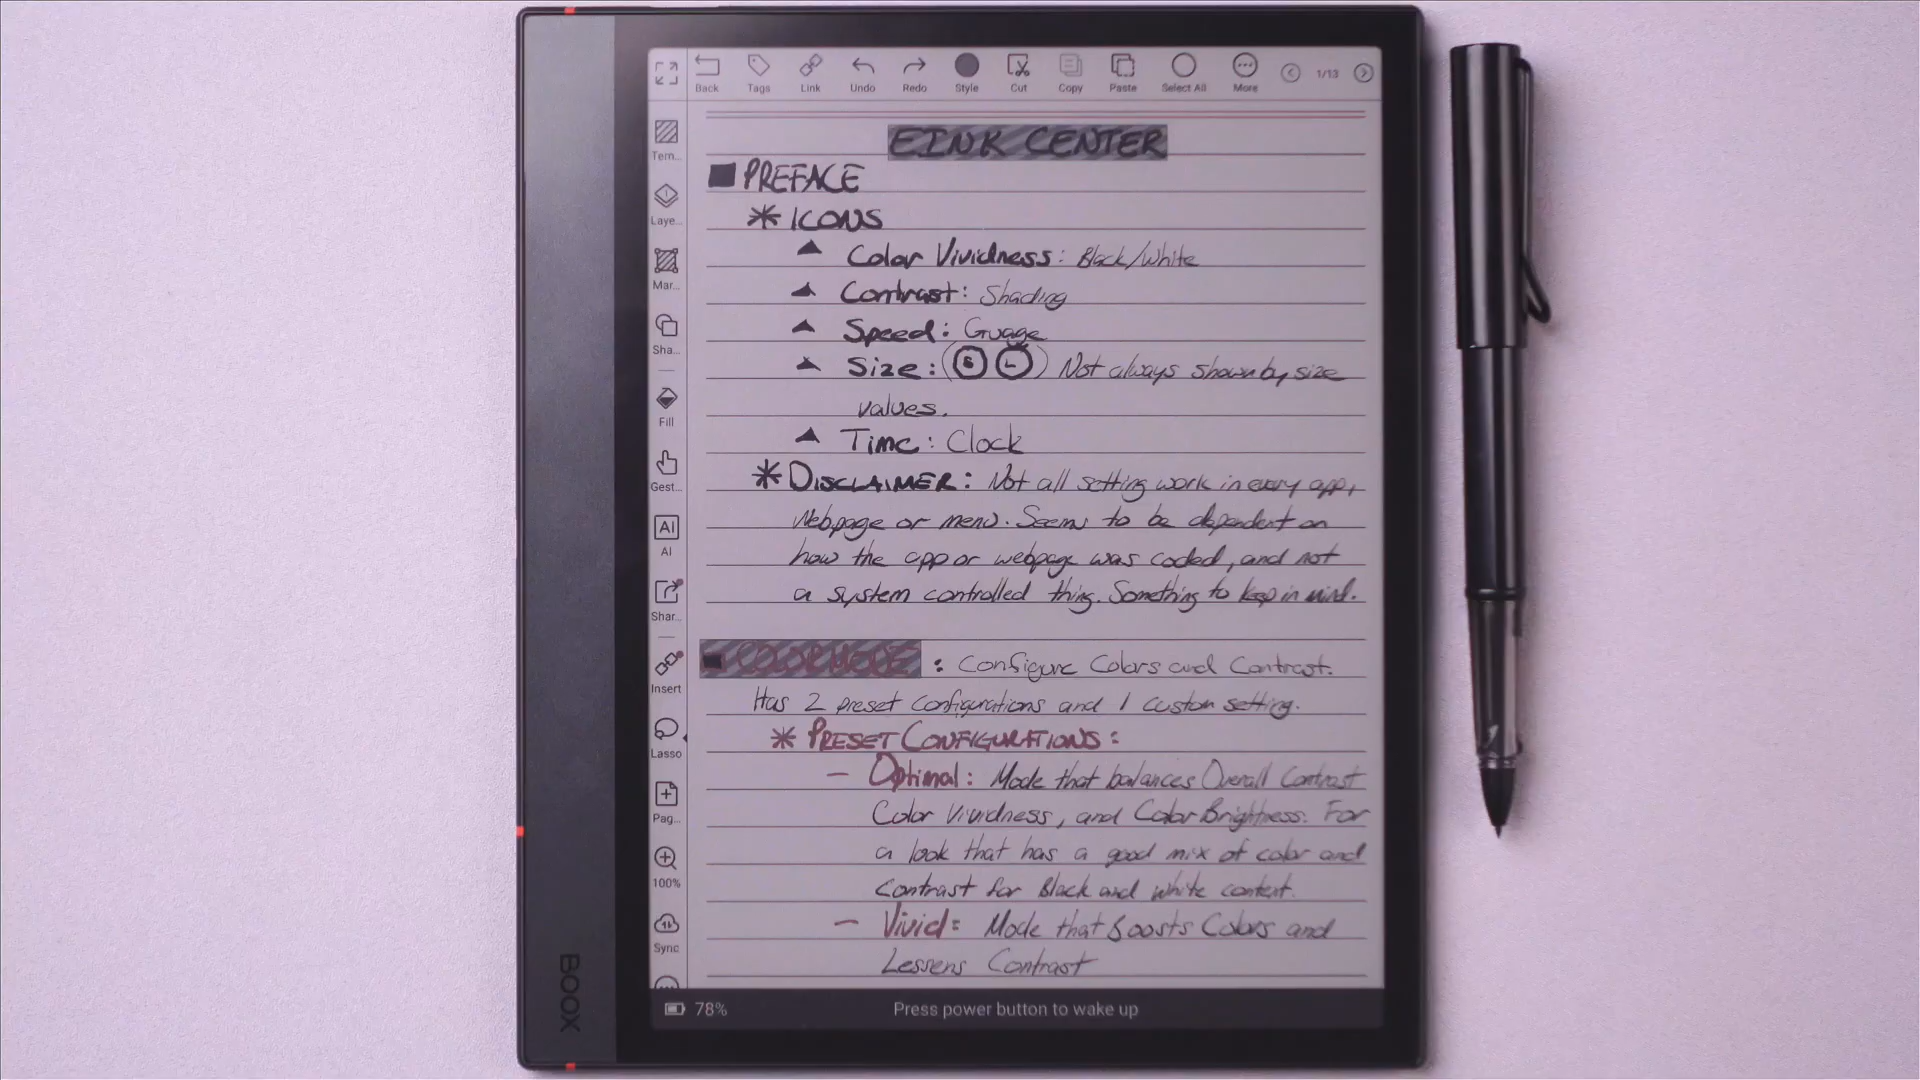 Back Tags Link Undo Redo Style Cut Copy Paste Select All More 1/13
EINK CENTER
PREFACE
* ICONS
Color Vividness: Black/White
Contrast: Shading
Speed: Guage
Size: (S L) Not always shown by size
values.
Time: Clock
* DISCLAIMER: Not all setting work in every app,
Webpage or menu. Seems to be dependent on
how the app or webpage was coded, and not
a system controlled thing. Something to keep in mind.
COLOR MODE : Configure Colors and Contrast.
Has 2 preset configurations and 1 custom setting.
* PRESET CONFIGURATIONS:
- Optimal: Mode that balances Overall Contrast
Color Vividness, and Color Brightness. For
a look that has a good mix of color and
Contrast for Black and White content.
- Vivid: Mode that Boosts Colors and
Lessens Contrast
Tem...
Laye...
Mar...
Sha...
Fill
Gest...
AI
AI
Shar...
Insert
Lasso
Pag...
100%
Sync
78% Press power button to wake up
BOOX